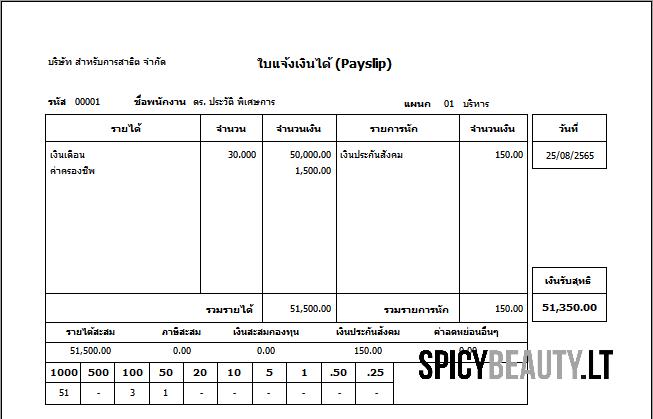 บริษัท สำหรับการสาธิต จำกัด ใบแจ้งเงินได้ (Payslip)
รหัส 00001 ชื่อพนักงาน ดร. ประวัติ พิเศษการ แผนก 01 บริหาร
รายได้ จำนวน จำนวนเงิน รายการหัก จำนวนเงิน วันที่
เงินเดือน 30.000 50,000.00 เงินประกันสังคม 150.00 25/08/2565
ค่าครองชีพ 1,500.00
เงินรับสุทธิ
รวมรายได้ 51,500.00 รวมรายการหัก 150.00 51,350.00
รายได้สะสม ภาษีสะสม เงินสะสมกองทุน เงินประกันสังคม ค่าลดหย่อนอื่นๆ
51,500.00 0.00 0.00 150.00 0.00
SPICYBEAUTY.LT
1000 500 100 50 20 10 5 1 .50 .25
51 - 3 1 - - - - - -